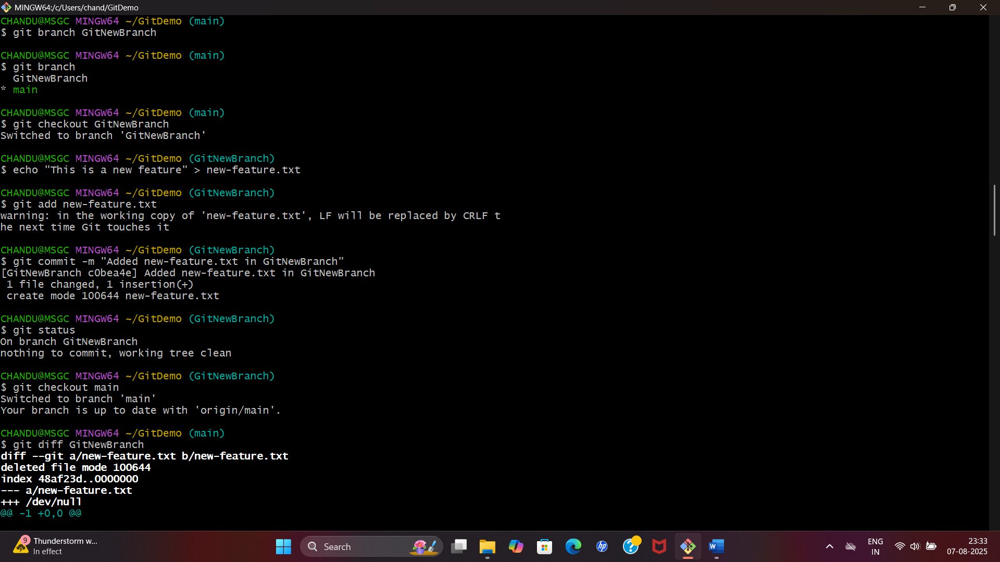 MINGW64:/c/Users/chand/GitDemo
CHANDU@MSGC MINGW64 ~/GitDemo (main)
$ git branch GitNewBranch
CHANDU@MSGC MINGW64 ~/GitDemo (main)
$ git branch
  GitNewBranch
* main
CHANDU@MSGC MINGW64 ~/GitDemo (main)
$ git checkout GitNewBranch
Switched to branch 'GitNewBranch'
CHANDU@MSGC MINGW64 ~/GitDemo (GitNewBranch)
$ echo "This is a new feature" > new-feature.txt
CHANDU@MSGC MINGW64 ~/GitDemo (GitNewBranch)
$ git add new-feature.txt
warning: in the working copy of 'new-feature.txt', LF will be replaced by CRLF t
he next time Git touches it
CHANDU@MSGC MINGW64 ~/GitDemo (GitNewBranch)
$ git commit -m "Added new-feature.txt in GitNewBranch"
[GitNewBranch c0bea4e] Added new-feature.txt in GitNewBranch
 1 file changed, 1 insertion(+)
 create mode 100644 new-feature.txt
CHANDU@MSGC MINGW64 ~/GitDemo (GitNewBranch)
$ git status
On branch GitNewBranch
nothing to commit, working tree clean
CHANDU@MSGC MINGW64 ~/GitDemo (GitNewBranch)
$ git checkout main
Switched to branch 'main'
Your branch is up to date with 'origin/main'.
CHANDU@MSGC MINGW64 ~/GitDemo (main)
$ git diff GitNewBranch
diff --git a/new-feature.txt b/new-feature.txt
deleted file mode 100644
index 48af23d..0000000
--- a/new-feature.txt
+++ /dev/null
@@ -1 +0,0 @@
9
Thunderstorm w...
In effect
Search
hp
?
W
ENG
IN
23:33
07-08-2025